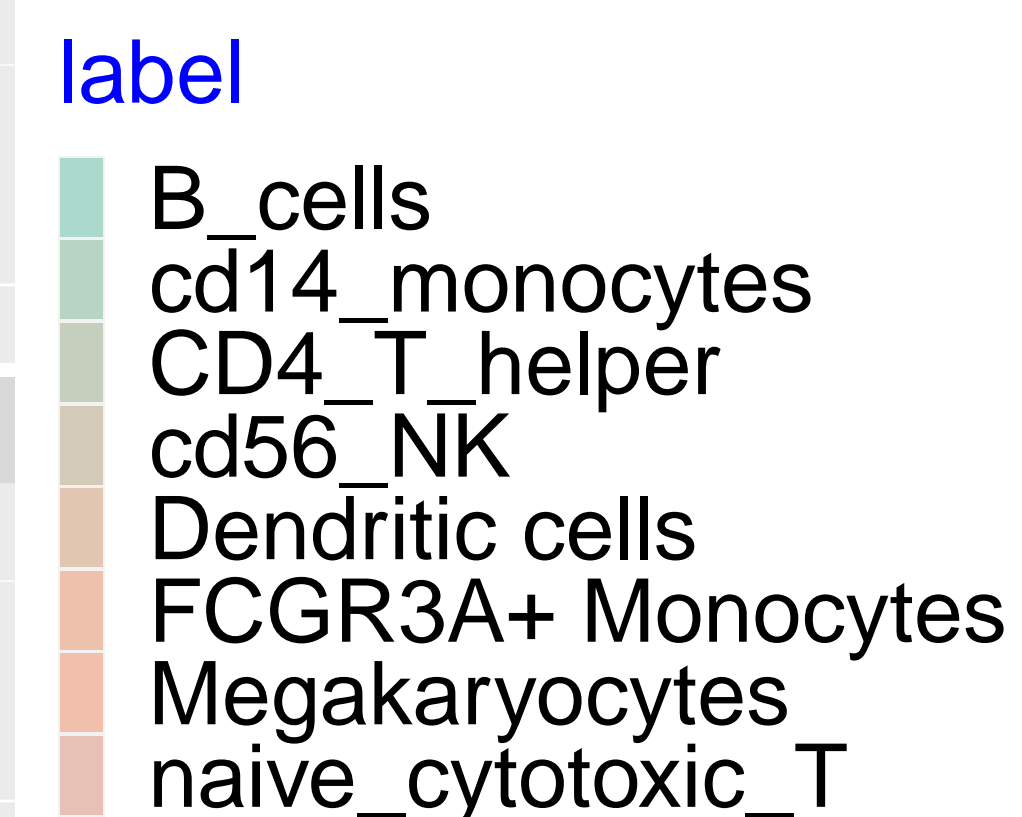 label
B_cells
cd14_monocytes
CD4_T_helper
cd56_NK
Dendritic cells
FCGR3A+ Monocytes
Megakaryocytes
naive_cytotoxic_T